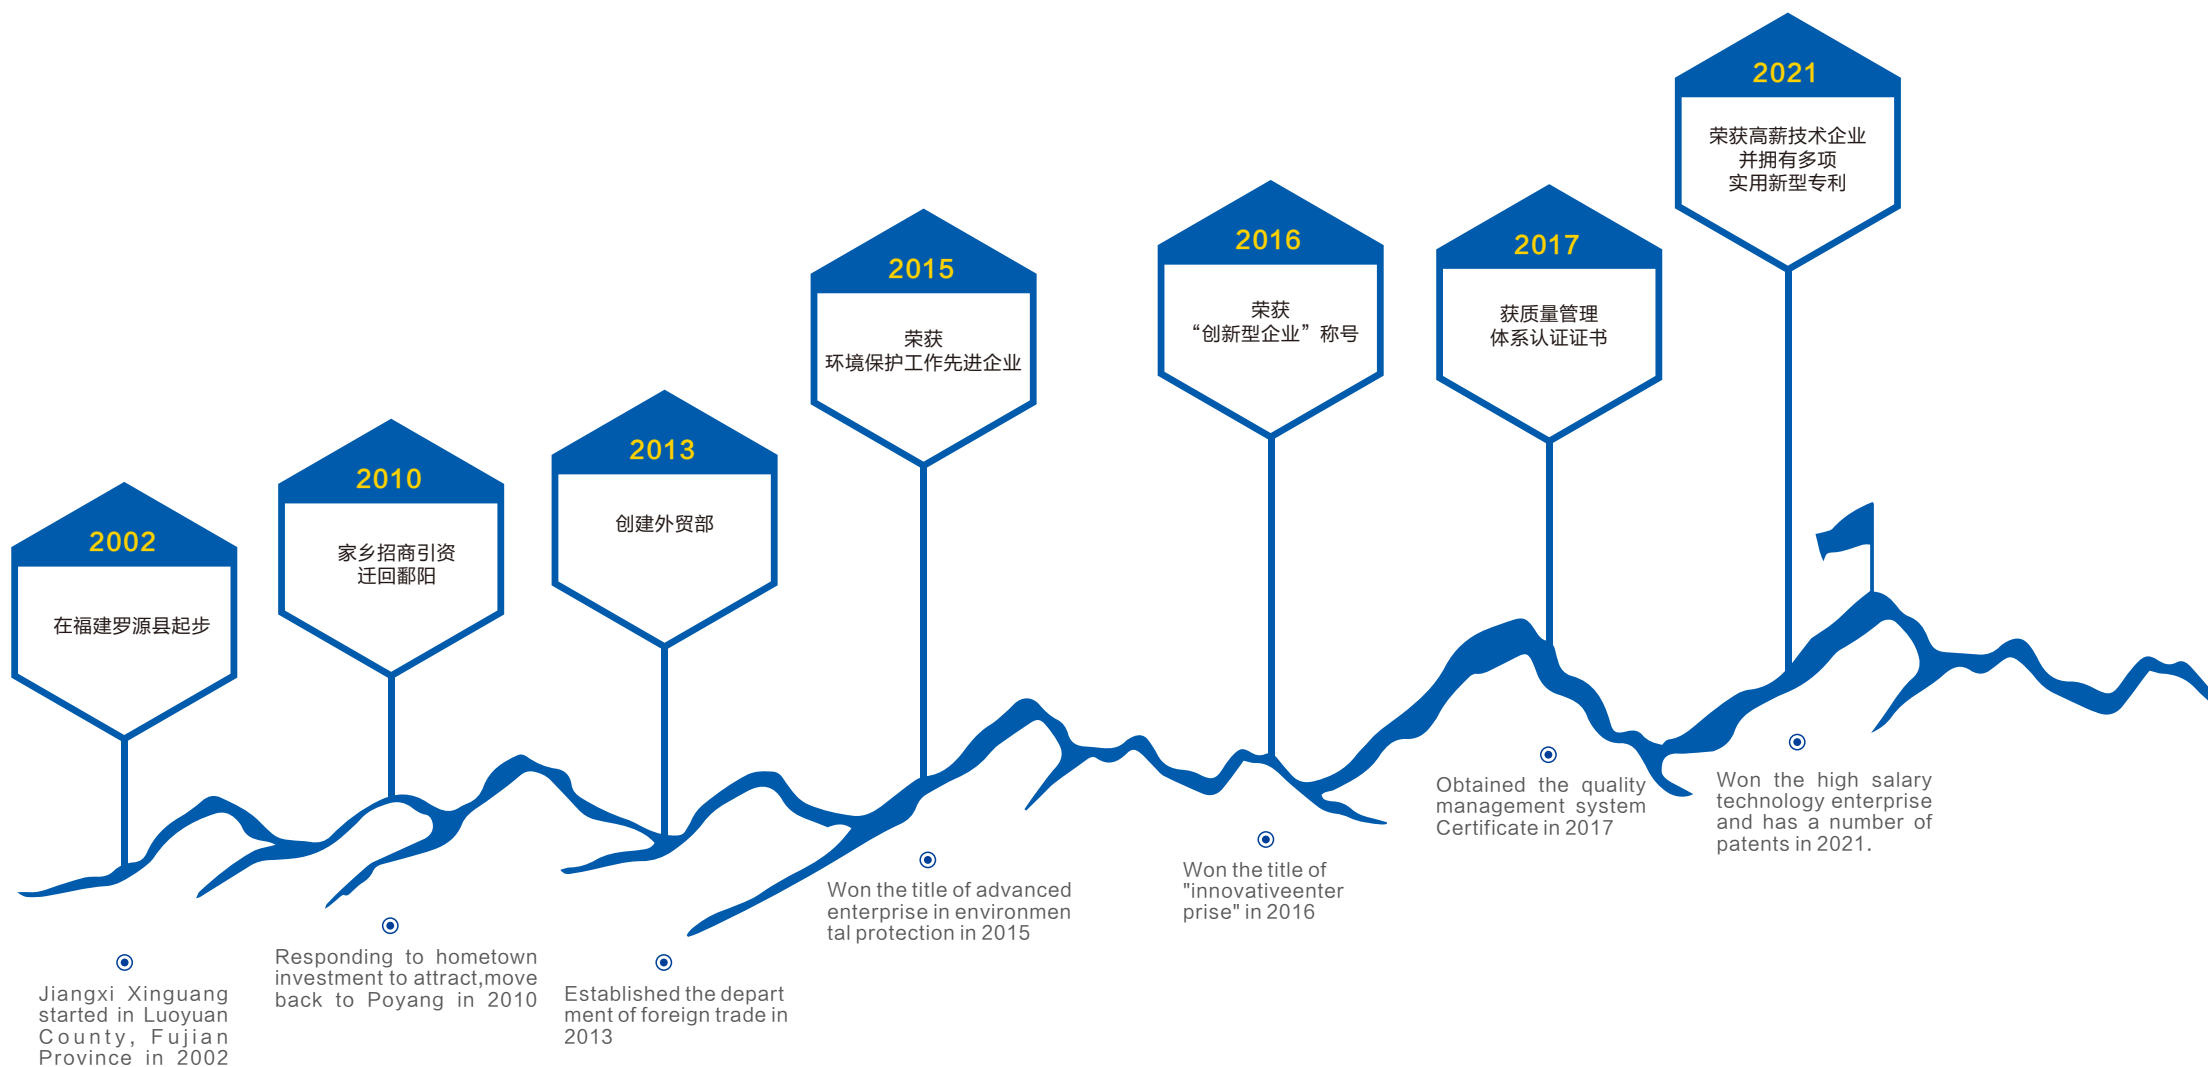 2002
在福建罗源县起步
Jiangxi Xinguang
started in Luoyuan
County, Fujian
Province in 2002
2010
家乡招商引资
迁回鄱阳
Responding to hometown
investment to attract,move
back to Poyang in 2010
2013
创建外贸部
Established the depart
ment of foreign trade in
2013
2015
荣获
环境保护工作先进企业
Won the title of advanced
enterprise in environmen
tal protection in 2015
2016
荣获
“创新型企业”称号
Won the title of
"innovativeenter
prise" in 2016
2017
获质量管理
体系认证证书
Obtained the quality
management system
Certificate in 2017
2021
荣获高薪技术企业
并拥有多项
实用新型专利
Won the high salary
technology enterprise
and has a number of
patents in 2021.